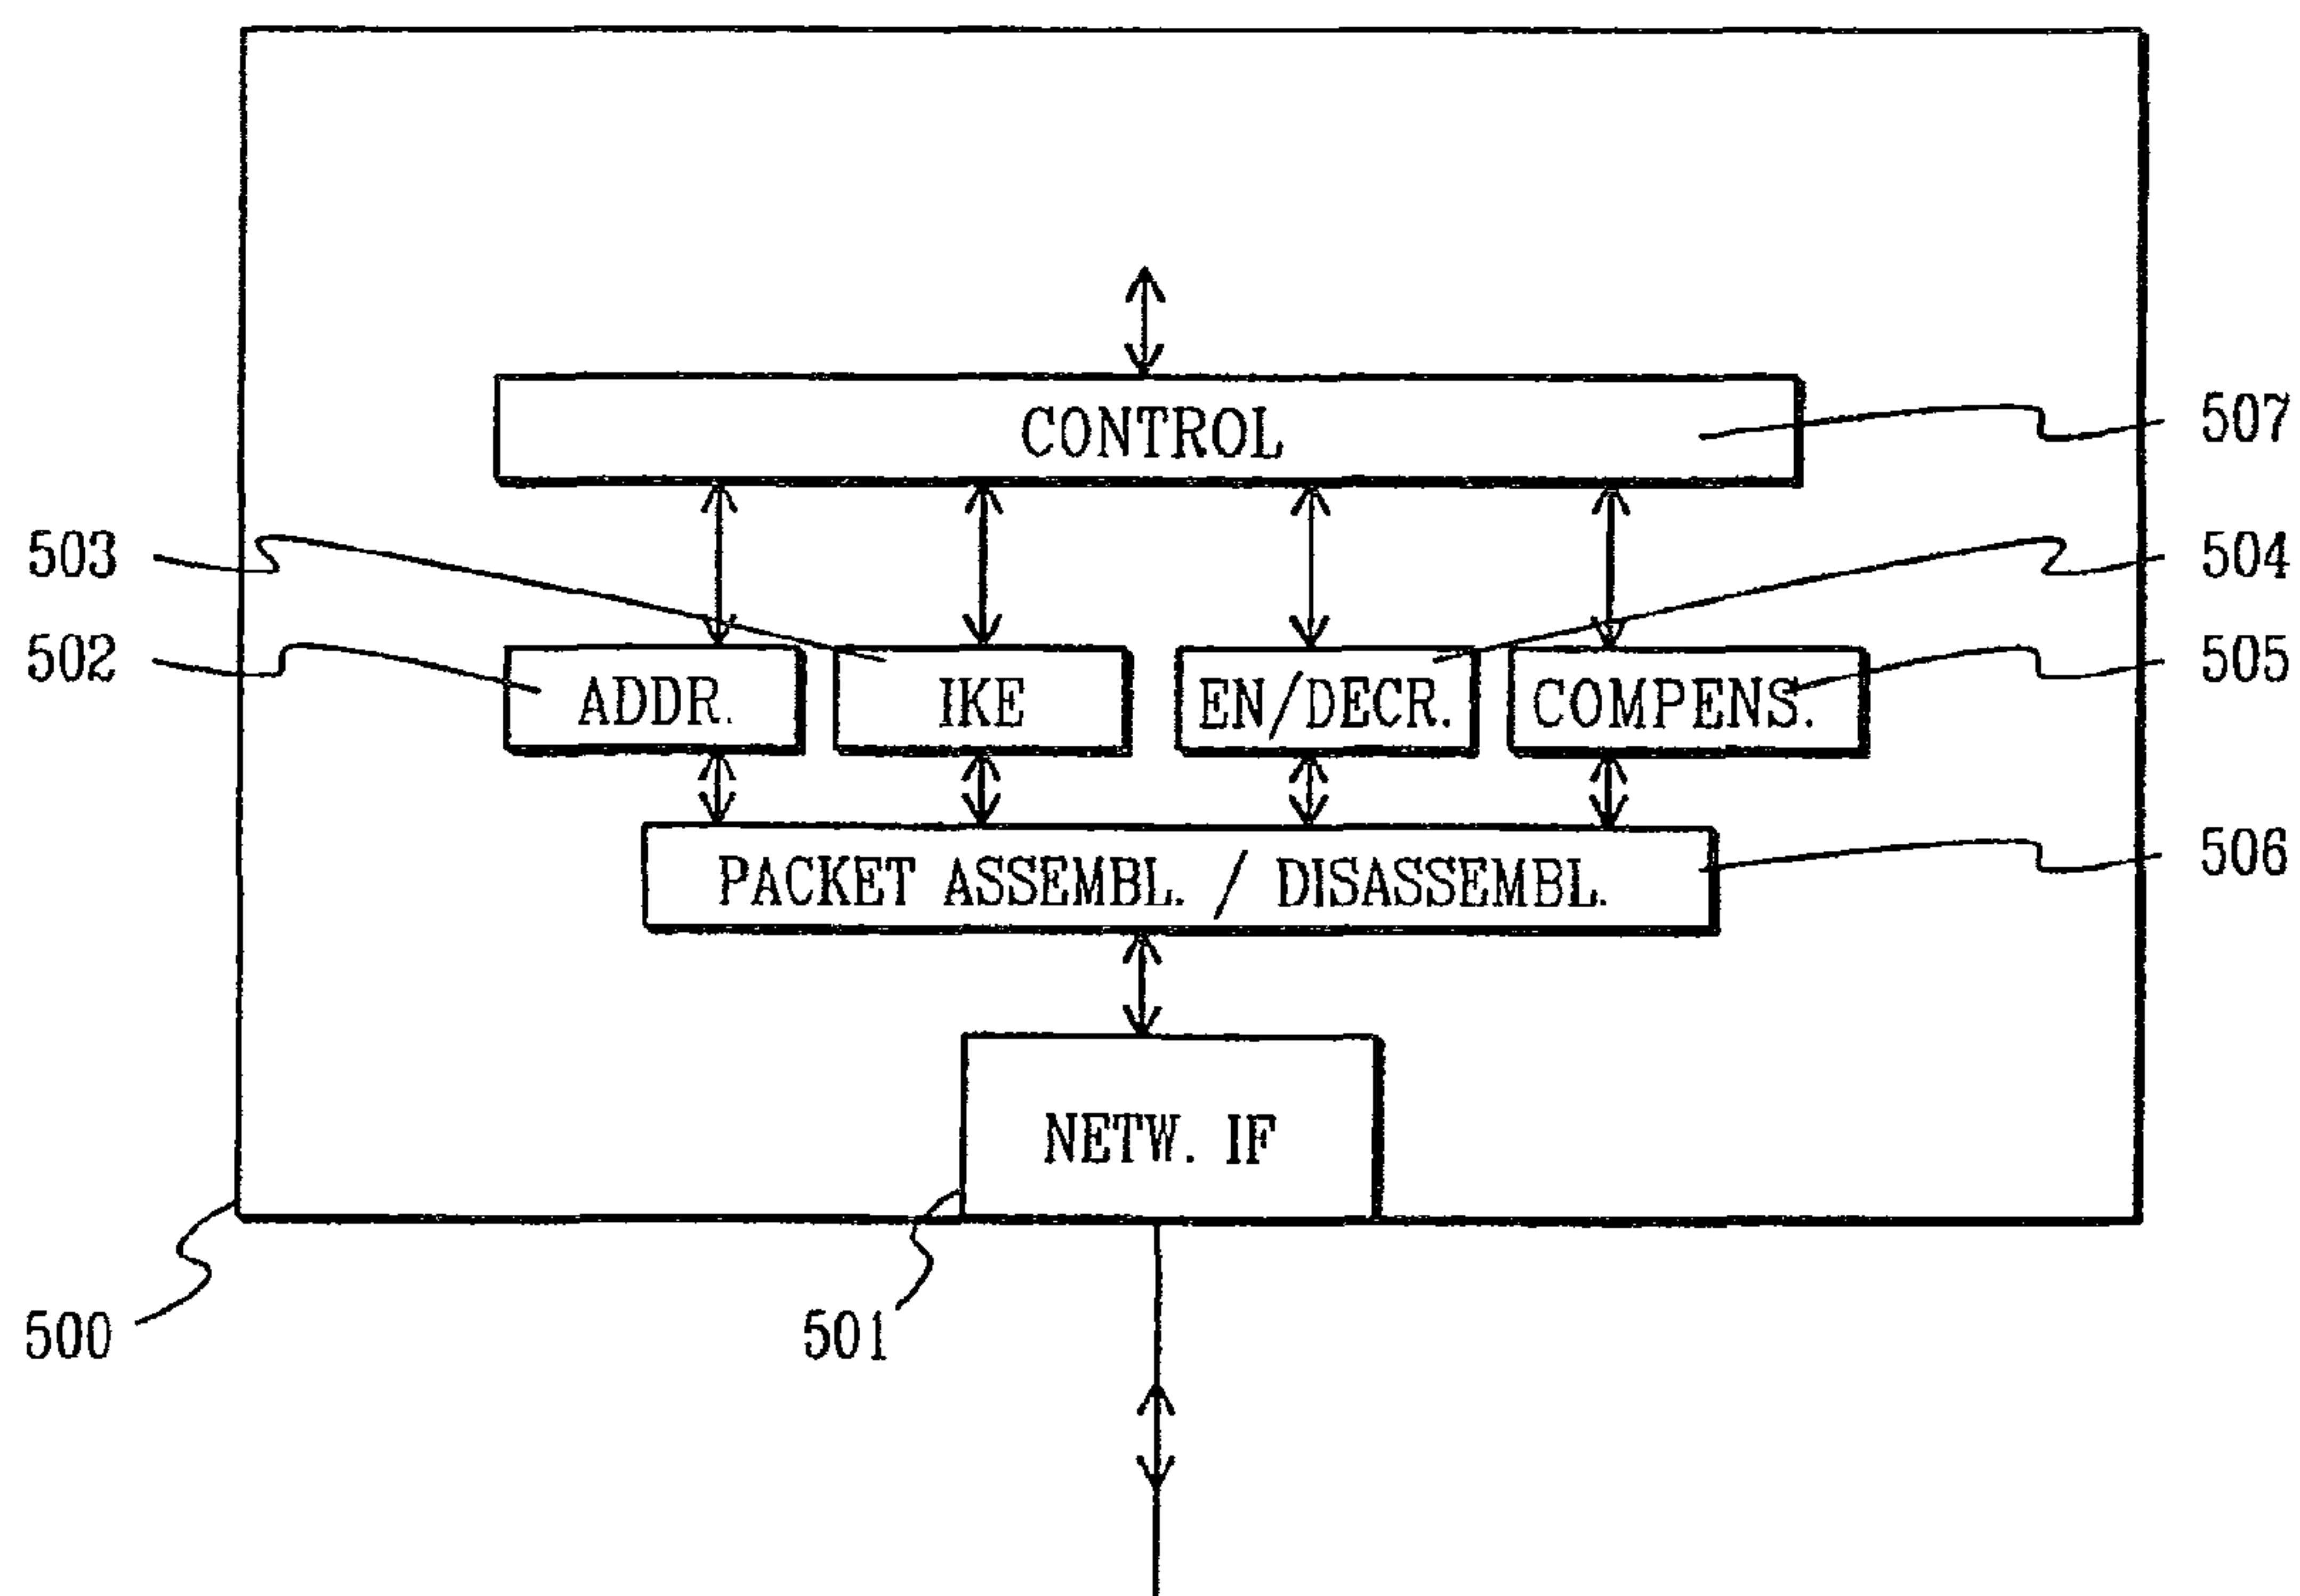 CONTROL
507
503
504
502
ADDR.
IKE
EN/DECR.
COMPENS.
505
PACKET ASSEMBL. / DISASSEMBL.
506
NETW. IF
500
501